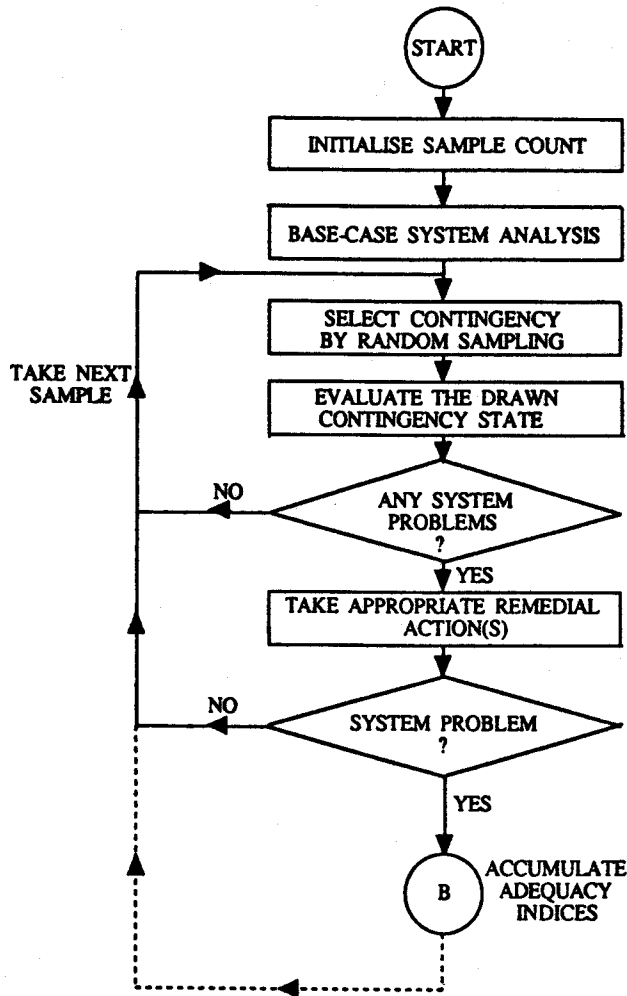 START
INITIALISE SAMPLE COUNT
BASE-CASE SYSTEM ANALYSIS
SELECT CONTINGENCY
BY RANDOM SAMPLING
TAKE NEXT
SAMPLE
EVALUATE THE DRAWN
CONTINGENCY STATE
NO
ANY SYSTEM
PROBLEMS
?
YES
TAKE APPROPRIATE REMEDIAL
ACTION(S)
NO
SYSTEM PROBLEM
?
YES
B
ACCUMULATE
ADEQUACY
INDICES